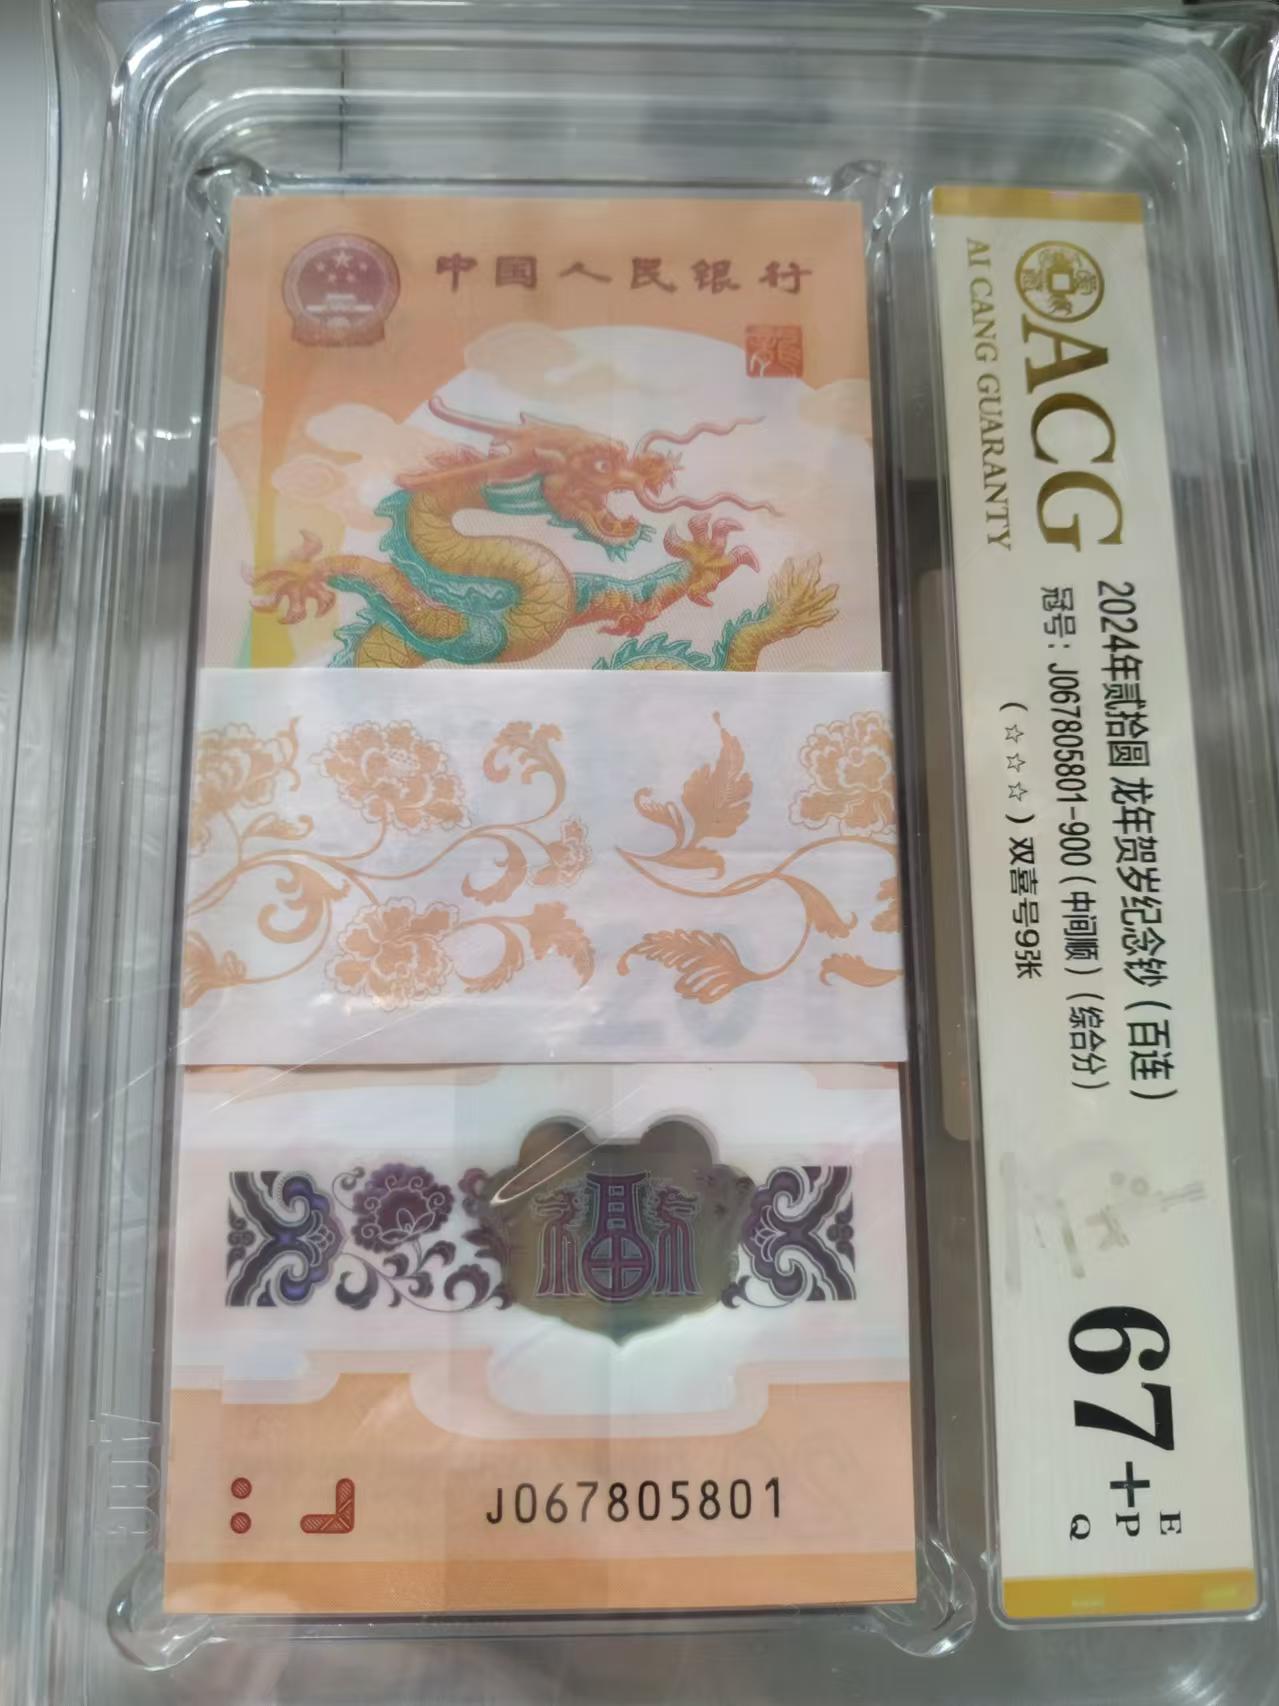 中国人民银行
龍
J067805801
ACG
AI CANG GUARANTY
2024年贰拾圆 龙年贺岁纪念钞(百连)
冠号:J067805801-900(中间顺)(综合分)
(☆☆☆)双喜号9张
67+
E
P
Q
福